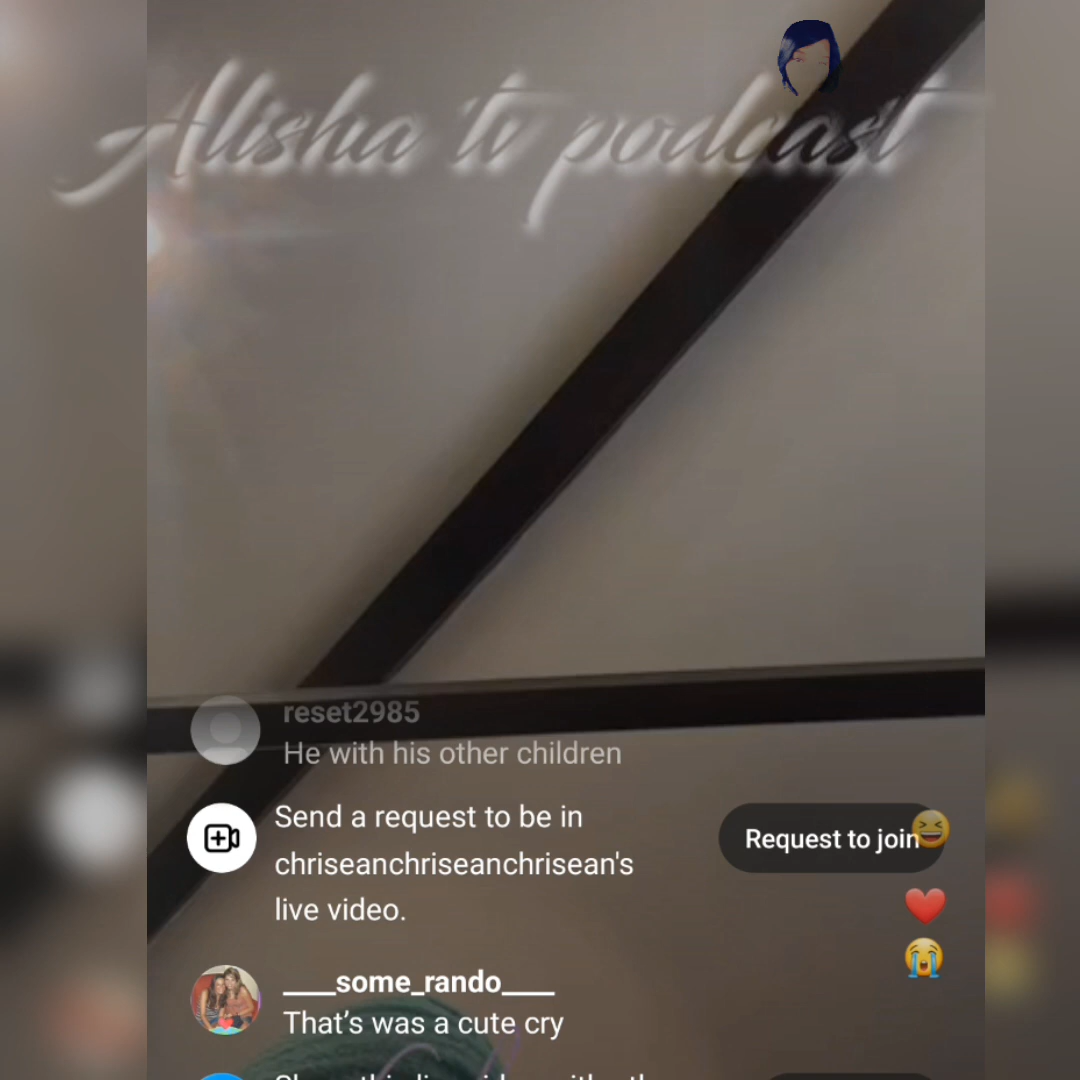 Alisha tv podcast
reset2985
He with his other children
Send a request to be in
chriseanchriseanchrisean's
live video.
Request to join
____some_rando____
That’s was a cute cry